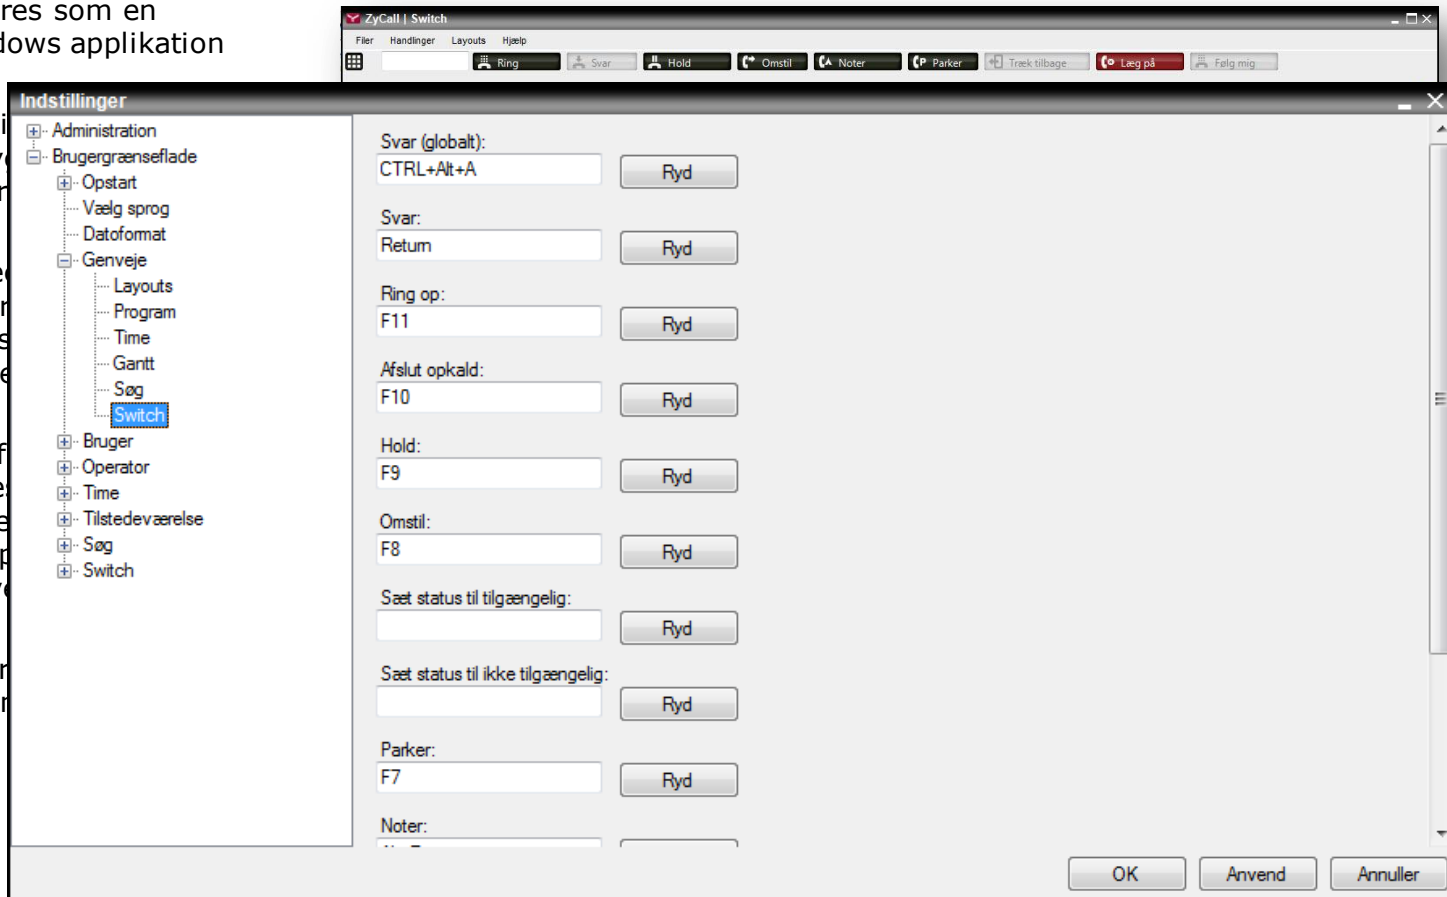 res som en
dows applikation
ZyCall | Switch
Filer Handlinger Layouts Hjælp
Ring Svar Hold Omstil Noter Parker Træk tilbage Læg på Følg mig
Indstillinger
Administration
Brugergrænseflade
Opstart
Vælg sprog
Datoformat
Genveje
Layouts
Program
Time
Gantt
Søg
Switch
Bruger
Operator
Time
Tilstedeværelse
Søg
Switch
Svar (globalt):
CTRL+Alt+A Ryd
Svar:
Return Ryd
Ring op:
F11 Ryd
Afslut opkald:
F10 Ryd
Hold:
F9 Ryd
Omstil:
F8 Ryd
Sæt status til tilgængelig:
Ryd
Sæt status til ikke tilgængelig:
Ryd
Parker:
F7 Ryd
Noter:
OK Anvend Annuller